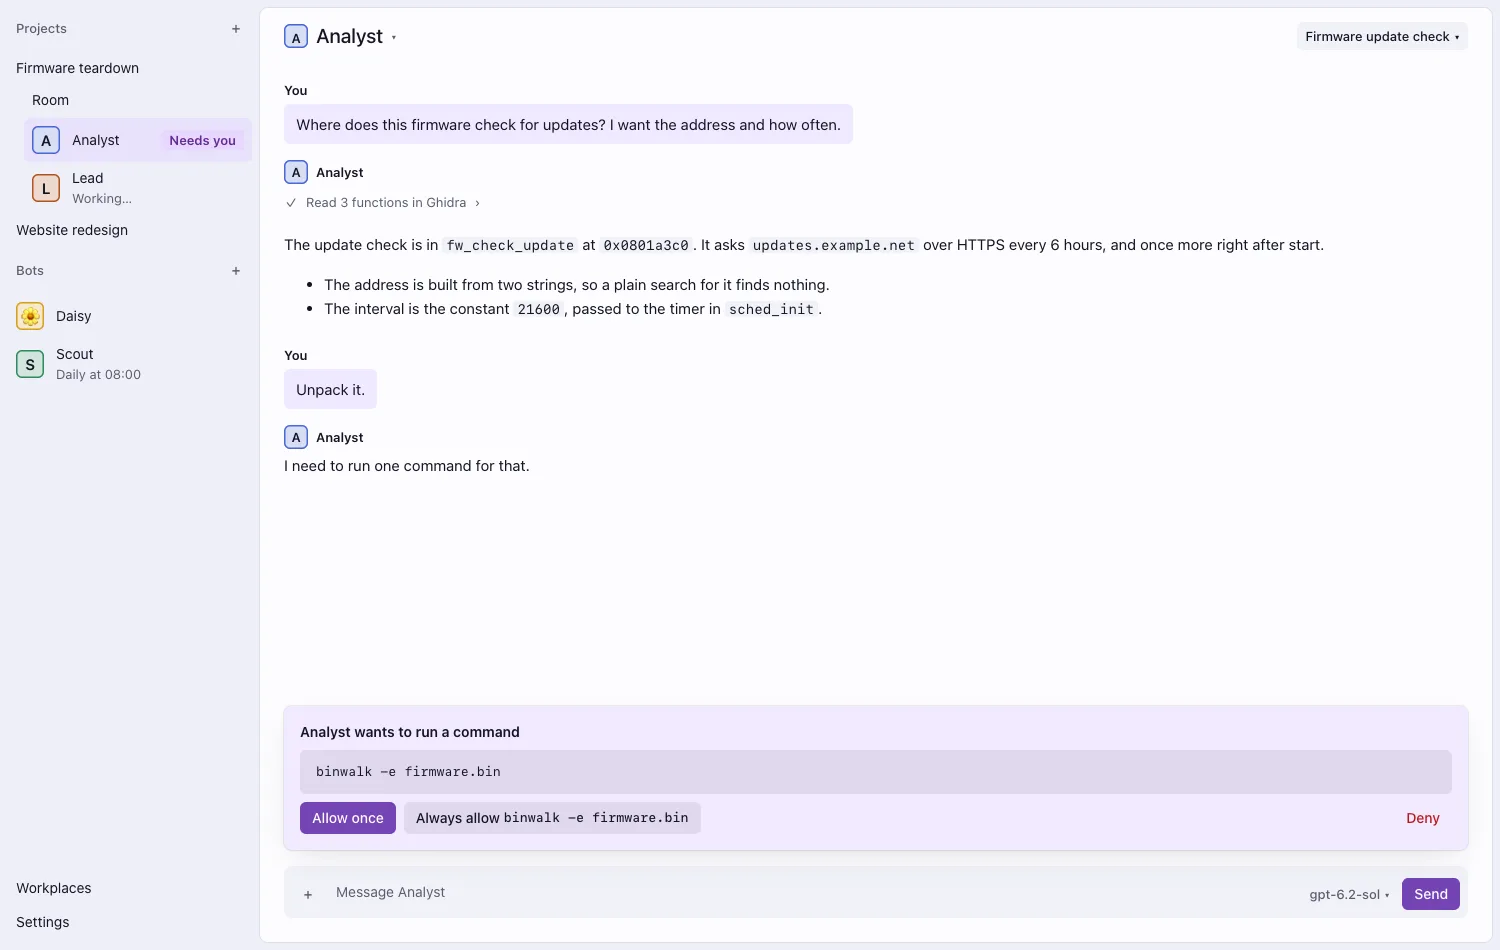 Projects +
Firmware teardown
Room
A Analyst Needs you
L Lead
Working...
Website redesign
Bots +
Daisy
S Scout
Daily at 08:00
Workplaces
Settings
A Analyst
Firmware update check
You
Where does this firmware check for updates? I want the address and how often.
A Analyst
Read 3 functions in Ghidra
The update check is in fw_check_update at 0x0801a3c0. It asks updates.example.net over HTTPS every 6 hours, and once more right after start.
• The address is built from two strings, so a plain search for it finds nothing.
• The interval is the constant 21600, passed to the timer in sched_init.
You
Unpack it.
A Analyst
I need to run one command for that.
Analyst wants to run a command
binwalk -e firmware.bin
Allow once Always allow binwalk -e firmware.bin Deny
+ Message Analyst gpt-6.2-sol Send